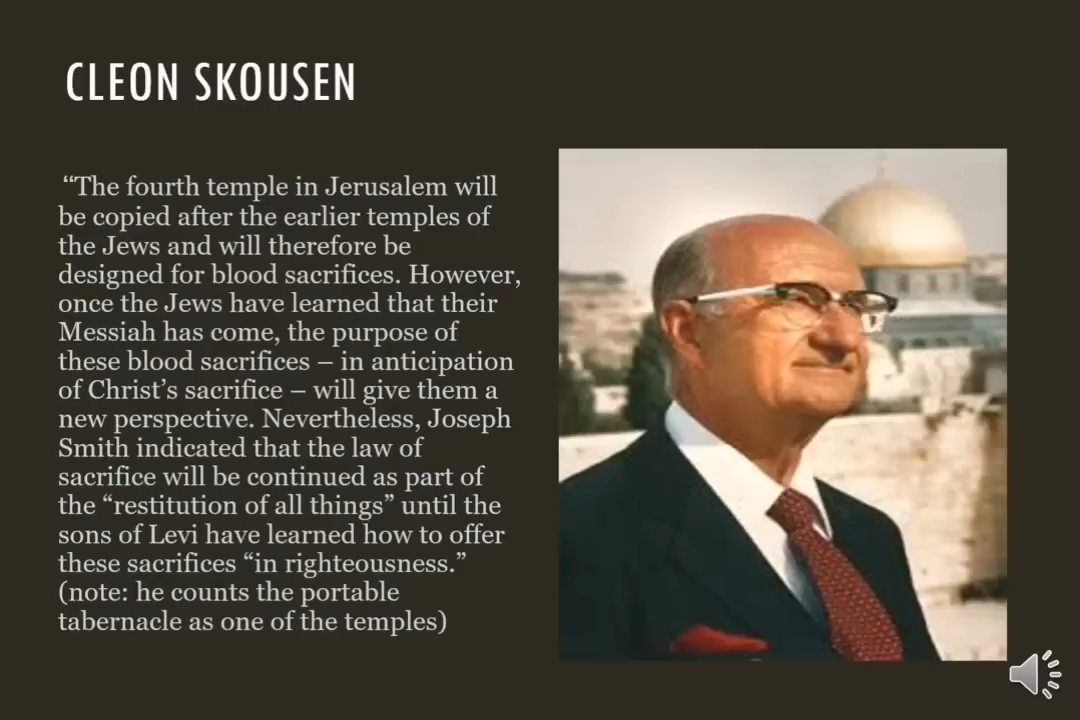 CLEON SKOUSEN
“The fourth temple in Jerusalem will
be copied after the earlier temples of
the Jews and will therefore be
designed for blood sacrifices. However,
once the Jews have learned that their
Messiah has come, the purpose of
these blood sacrifices – in anticipation
of Christ’s sacrifice – will give them a
new perspective. Nevertheless, Joseph
Smith indicated that the law of
sacrifice will be continued as part of
the “restitution of all things” until the
sons of Levi have learned how to offer
these sacrifices “in righteousness.”
(note: he counts the portable
tabernacle as one of the temples)